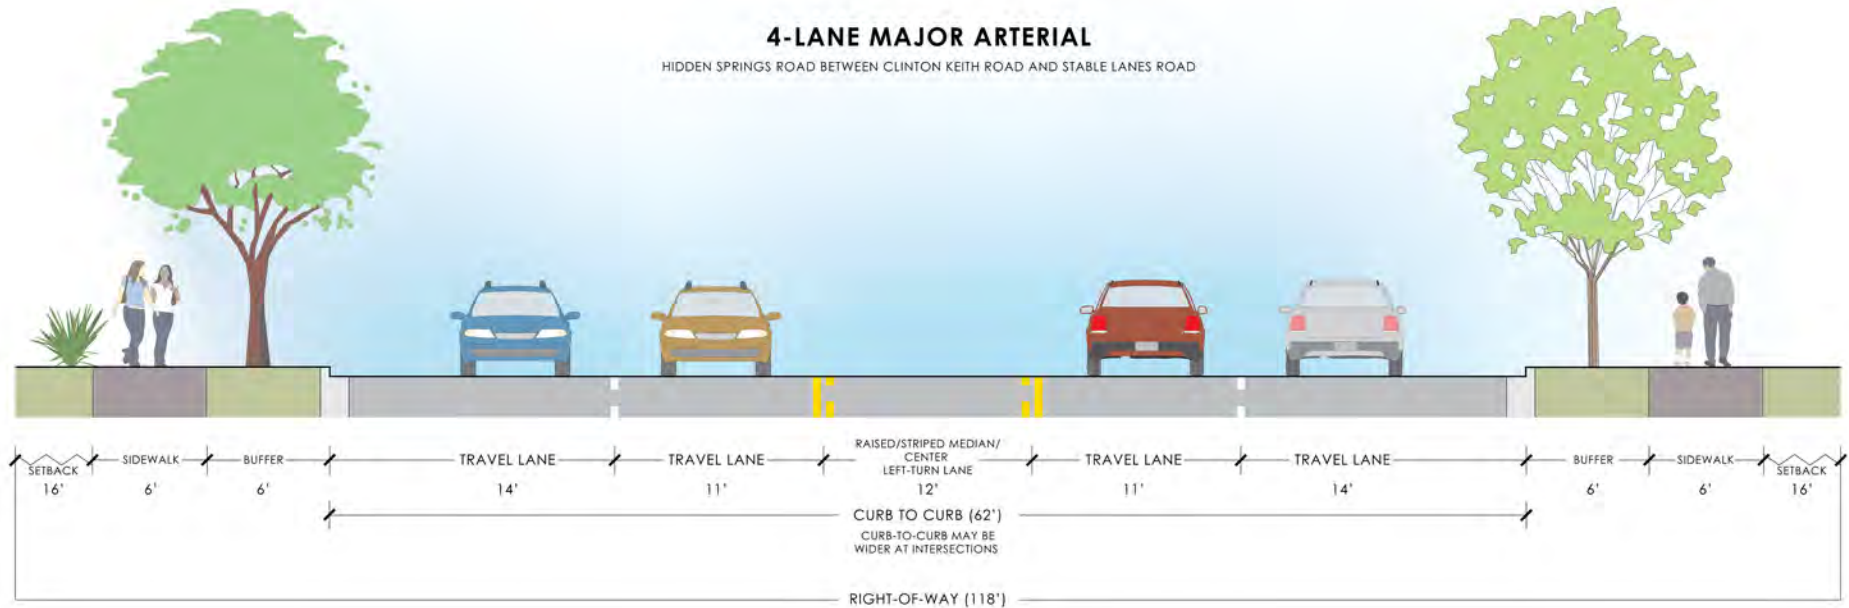 4-LANE MAJOR ARTERIAL
HIDDEN SPRINGS ROAD BETWEEN CLINTON KEITH ROAD AND STABLE LANES ROAD
SETBACK
16'
SIDEWALK
6'
BUFFER
6'
TRAVEL LANE
14'
TRAVEL LANE
11'
RAISED/STRIPED MEDIAN/
CENTER
LEFT-TURN LANE
12'
TRAVEL LANE
11'
TRAVEL LANE
14'
BUFFER
6'
SIDEWALK
6'
SETBACK
16'
CURB TO CURB (62')
CURB-TO-CURB MAY BE
WIDER AT INTERSECTIONS
RIGHT-OF-WAY (118')